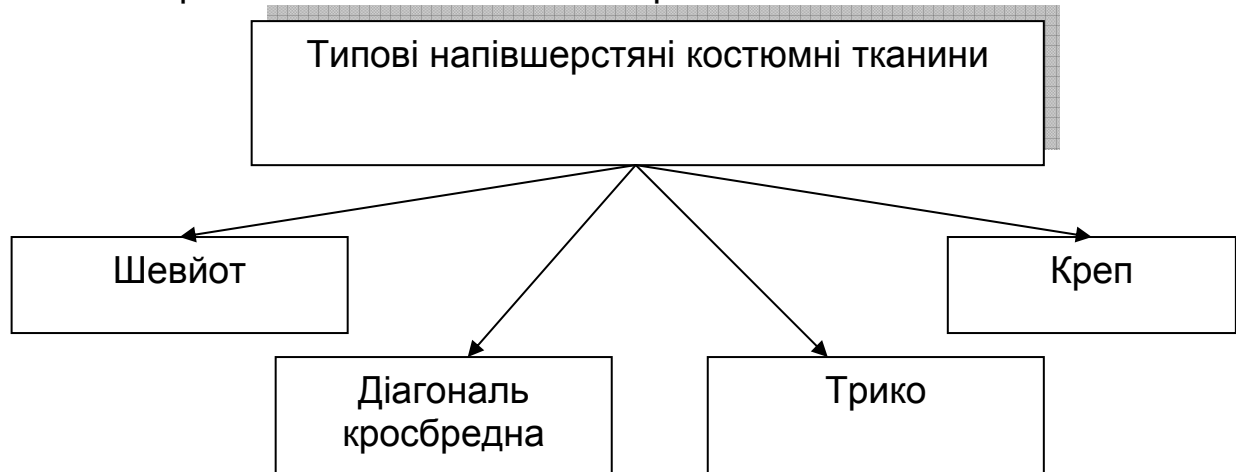 Типові напівшерстяні костюмні тканини
Шевйот
Креп
Діагональ
кросбредна
Трико